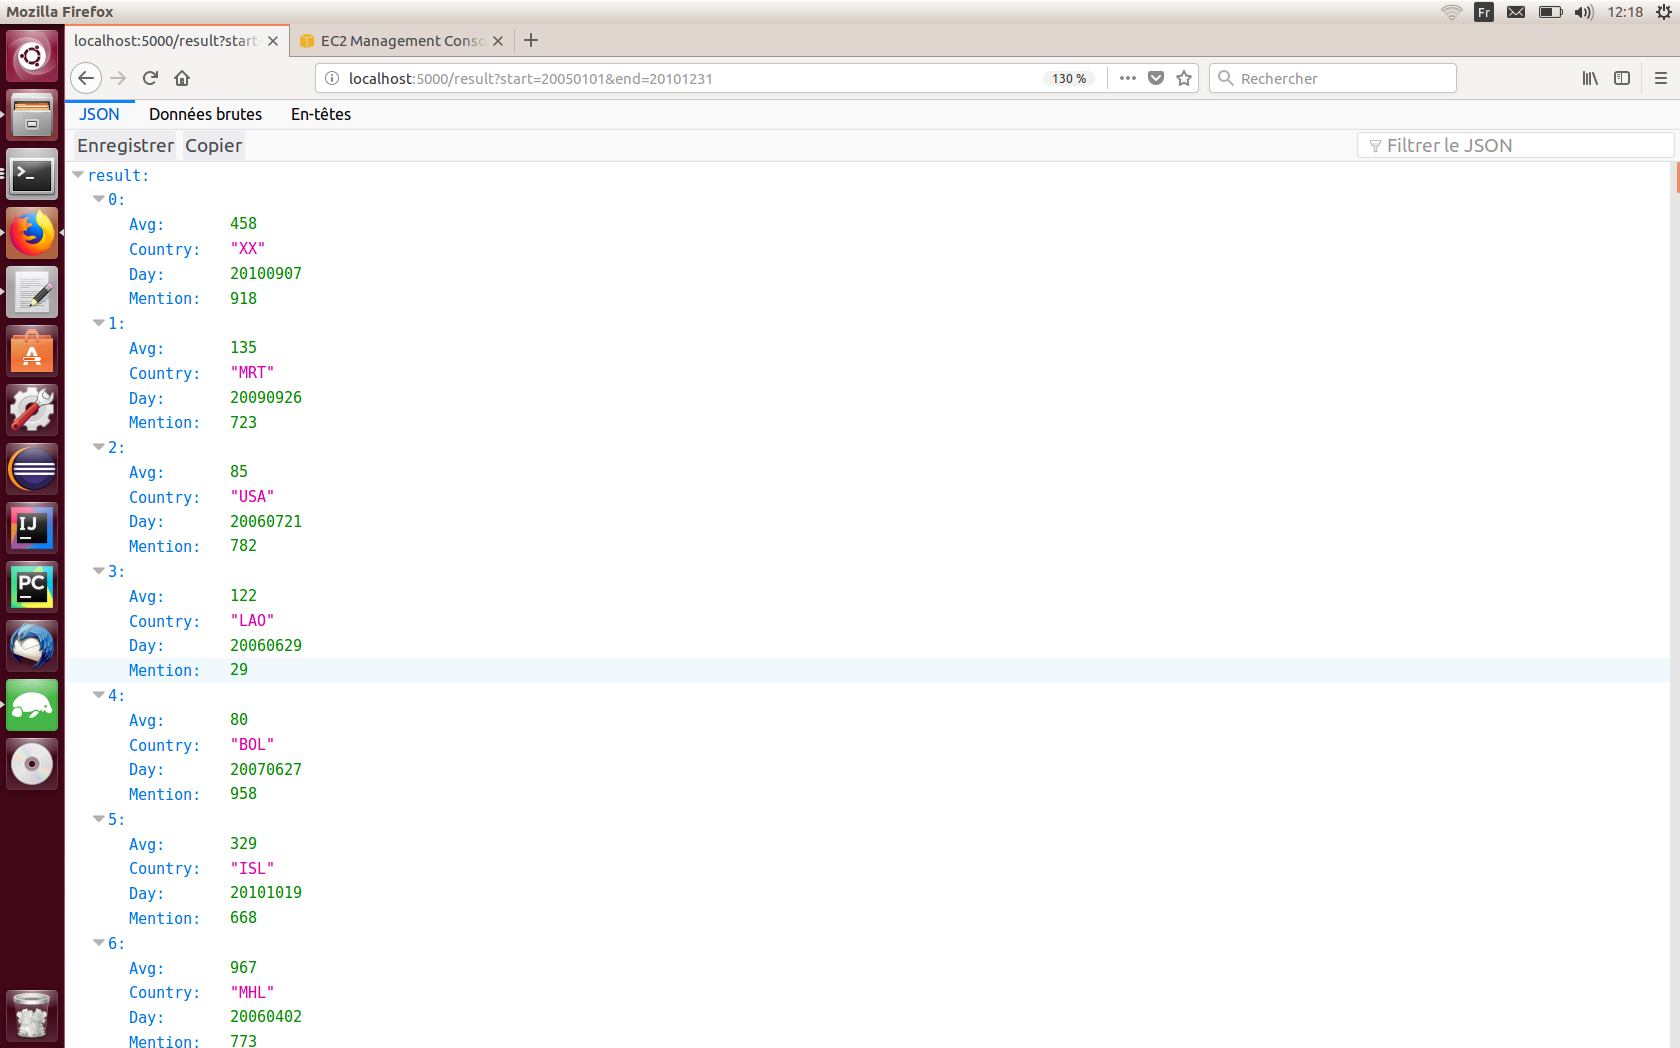 Mozilla Firefox
Fr
12:18
localhost:5000/result?start
EC2 Management Conso
localhost:5000/result?start=20050101&end=20101231
130 %
Rechercher
JSON Données brutes En-têtes
Enregistrer Copier
Filtrer le JSON
result:
0:
Avg: 458
Country: "XX"
Day: 20100907
Mention: 918
1:
Avg: 135
Country: "MRT"
Day: 20090926
Mention: 723
2:
Avg: 85
Country: "USA"
Day: 20060721
Mention: 782
3:
Avg: 122
Country: "LAO"
Day: 20060629
Mention: 29
4:
Avg: 80
Country: "BOL"
Day: 20070627
Mention: 958
5:
Avg: 329
Country: "ISL"
Day: 20101019
Mention: 668
6:
Avg: 967
Country: "MHL"
Day: 20060402
Mention: 773
IJ
PC